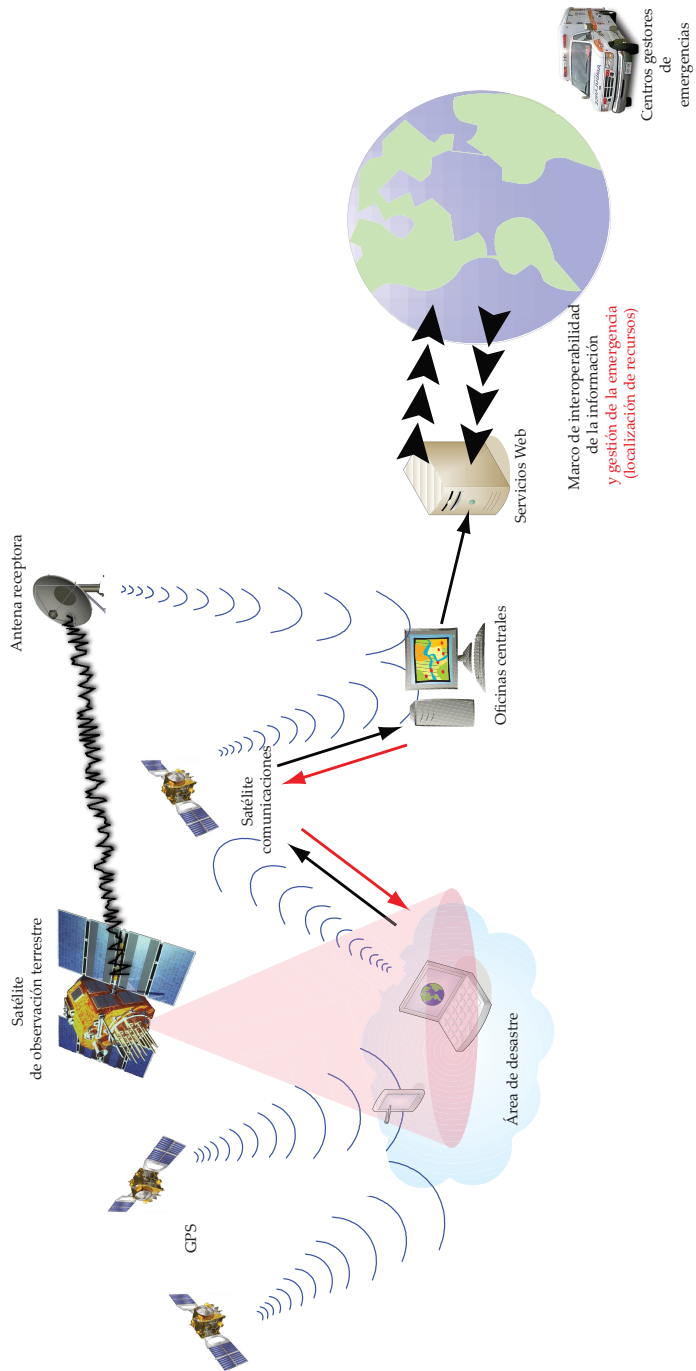 GPS
Satélite
de observación terrestre
Antena receptora
Satélite
comunicaciones
Área de desastre
Oficinas centrales
Servicios Web
Marco de interoperabilidad
de la información
y gestión de la emergencia
(localización de recursos)
Centros gestores
de
emergencias